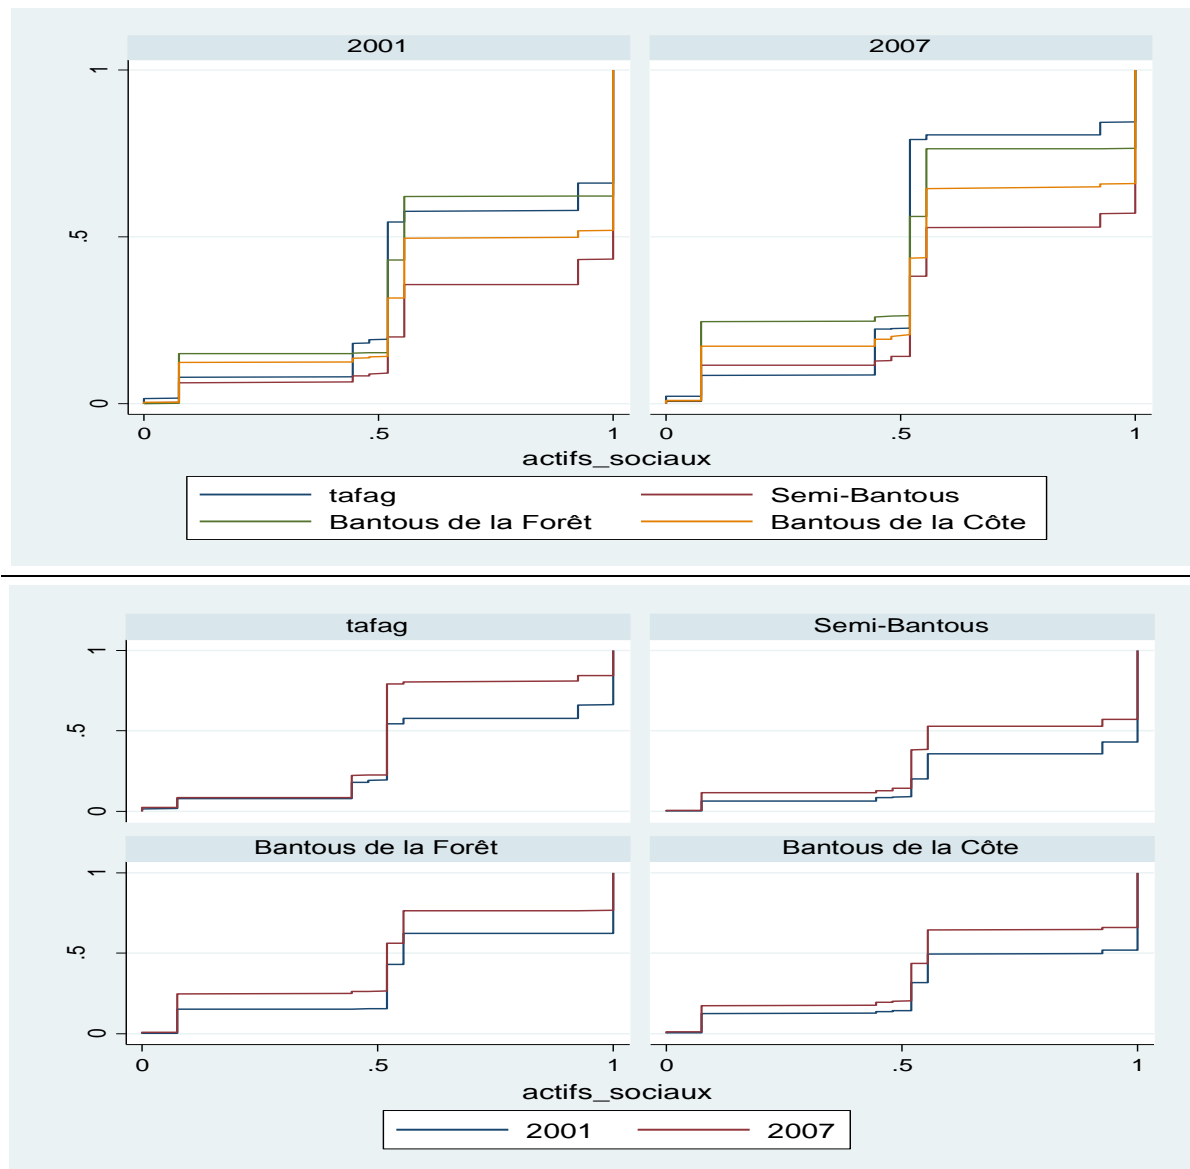 2001 2007
1
.5
0
0 .5 1 0 .5 1
actifs_sociaux
tafag Semi-Bantous
Bantous de la Forêt Bantous de la Côte
tafag Semi-Bantous
1
.5
0
Bantous de la Forêt Bantous de la Côte
1
.5
0
0 .5 1 0 .5 1
actifs_sociaux
2001 2007